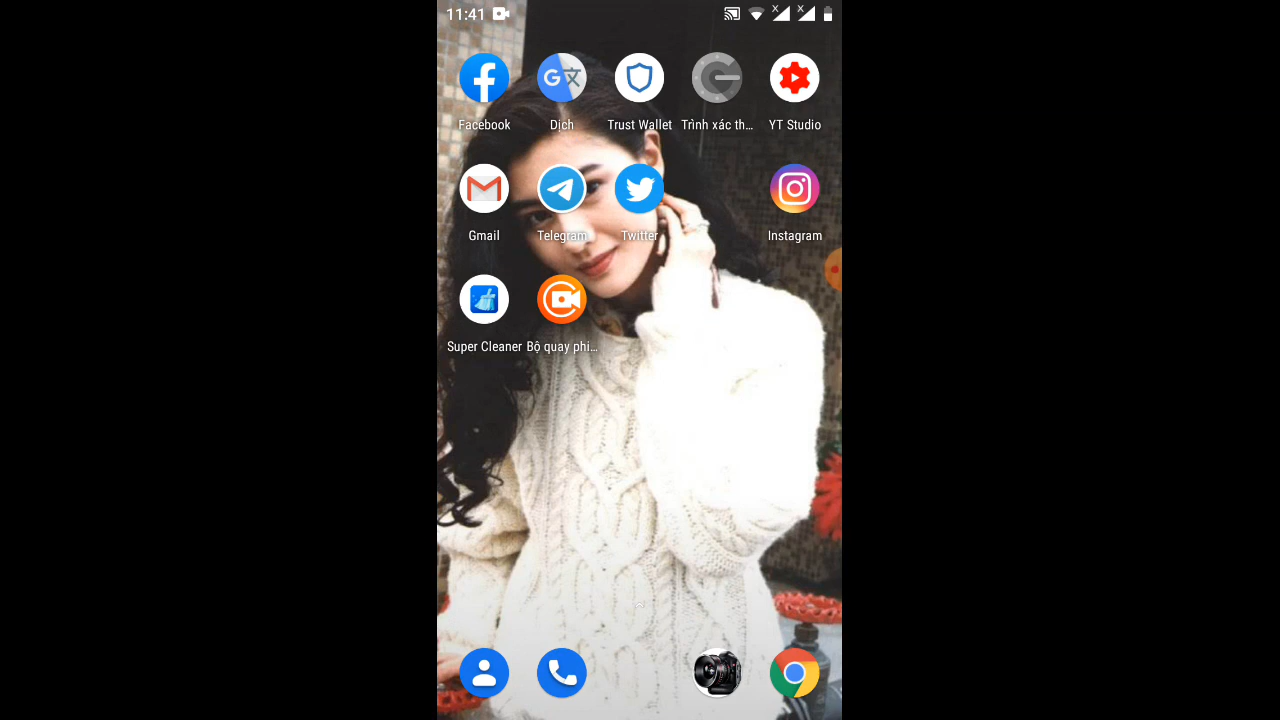 11:41
Facebook
Dịch
Trust Wallet
Trình xác th...
YT Studio
Gmail
Telegram
Twitter
Instagram
Super Cleaner
Bộ quay phi...